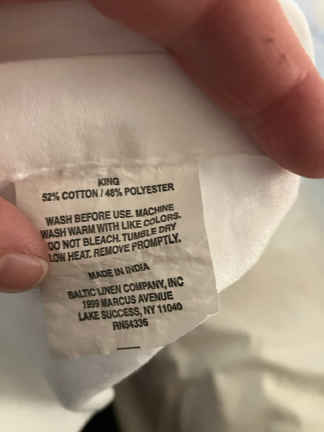 KING
52% COTTON / 48% POLYESTER
WASH BEFORE USE. MACHINE
WASH WARM WITH LIKE COLORS.
DO NOT BLEACH. TUMBLE DRY
LOW HEAT. REMOVE PROMPTLY.
MADE IN INDIA
BALTIC LINEN COMPANY, INC
1999 MARCUS AVENUE
LAKE SUCCESS, NY 11040
RN54336